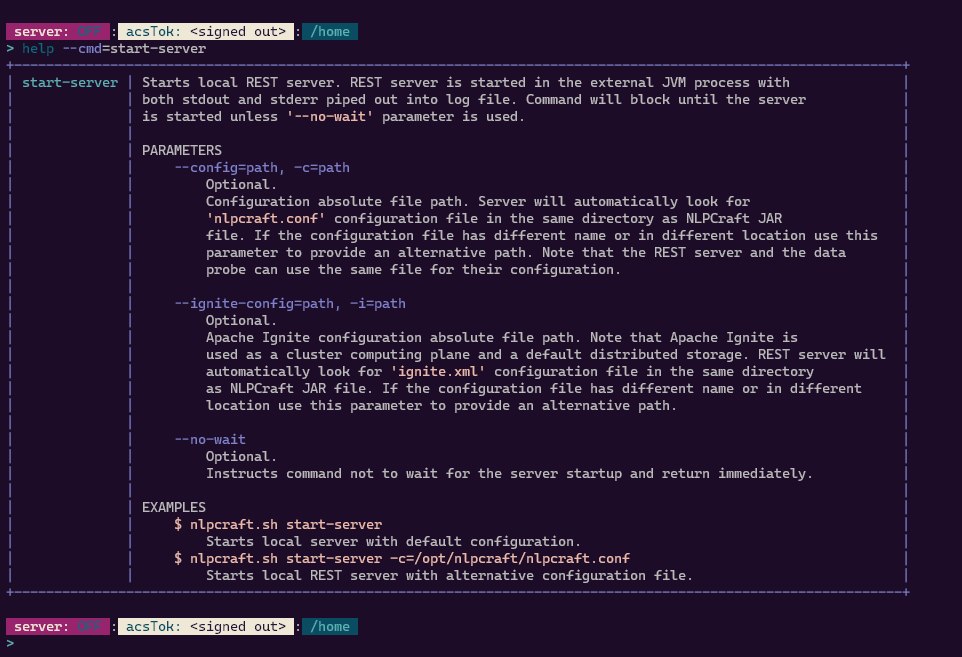 server: OFF : acsTok: <signed out> : /home
> help --cmd=start-server
start-server | Starts local REST server. REST server is started in the external JVM process with
both stdout and stderr piped out into log file. Command will block until the server
is started unless '--no-wait' parameter is used.
PARAMETERS
--config=path, -c=path
Optional.
Configuration absolute file path. Server will automatically look for
'nlpcraft.conf' configuration file in the same directory as NLPCraft JAR
file. If the configuration file has different name or in different location use this
parameter to provide an alternative path. Note that the REST server and the data
probe can use the same file for their configuration.
--ignite-config=path, -i=path
Optional.
Apache Ignite configuration absolute file path. Note that Apache Ignite is
used as a cluster computing plane and a default distributed storage. REST server will
automatically look for 'ignite.xml' configuration file in the same directory
as NLPCraft JAR file. If the configuration file has different name or in different
location use this parameter to provide an alternative path.
--no-wait
Optional.
Instructs command not to wait for the server startup and return immediately.
EXAMPLES
$ nlpcraft.sh start-server
Starts local server with default configuration.
$ nlpcraft.sh start-server -c=/opt/nlpcraft/nlpcraft.conf
Starts local REST server with alternative configuration file.
server: OFF : acsTok: <signed out> : /home
>